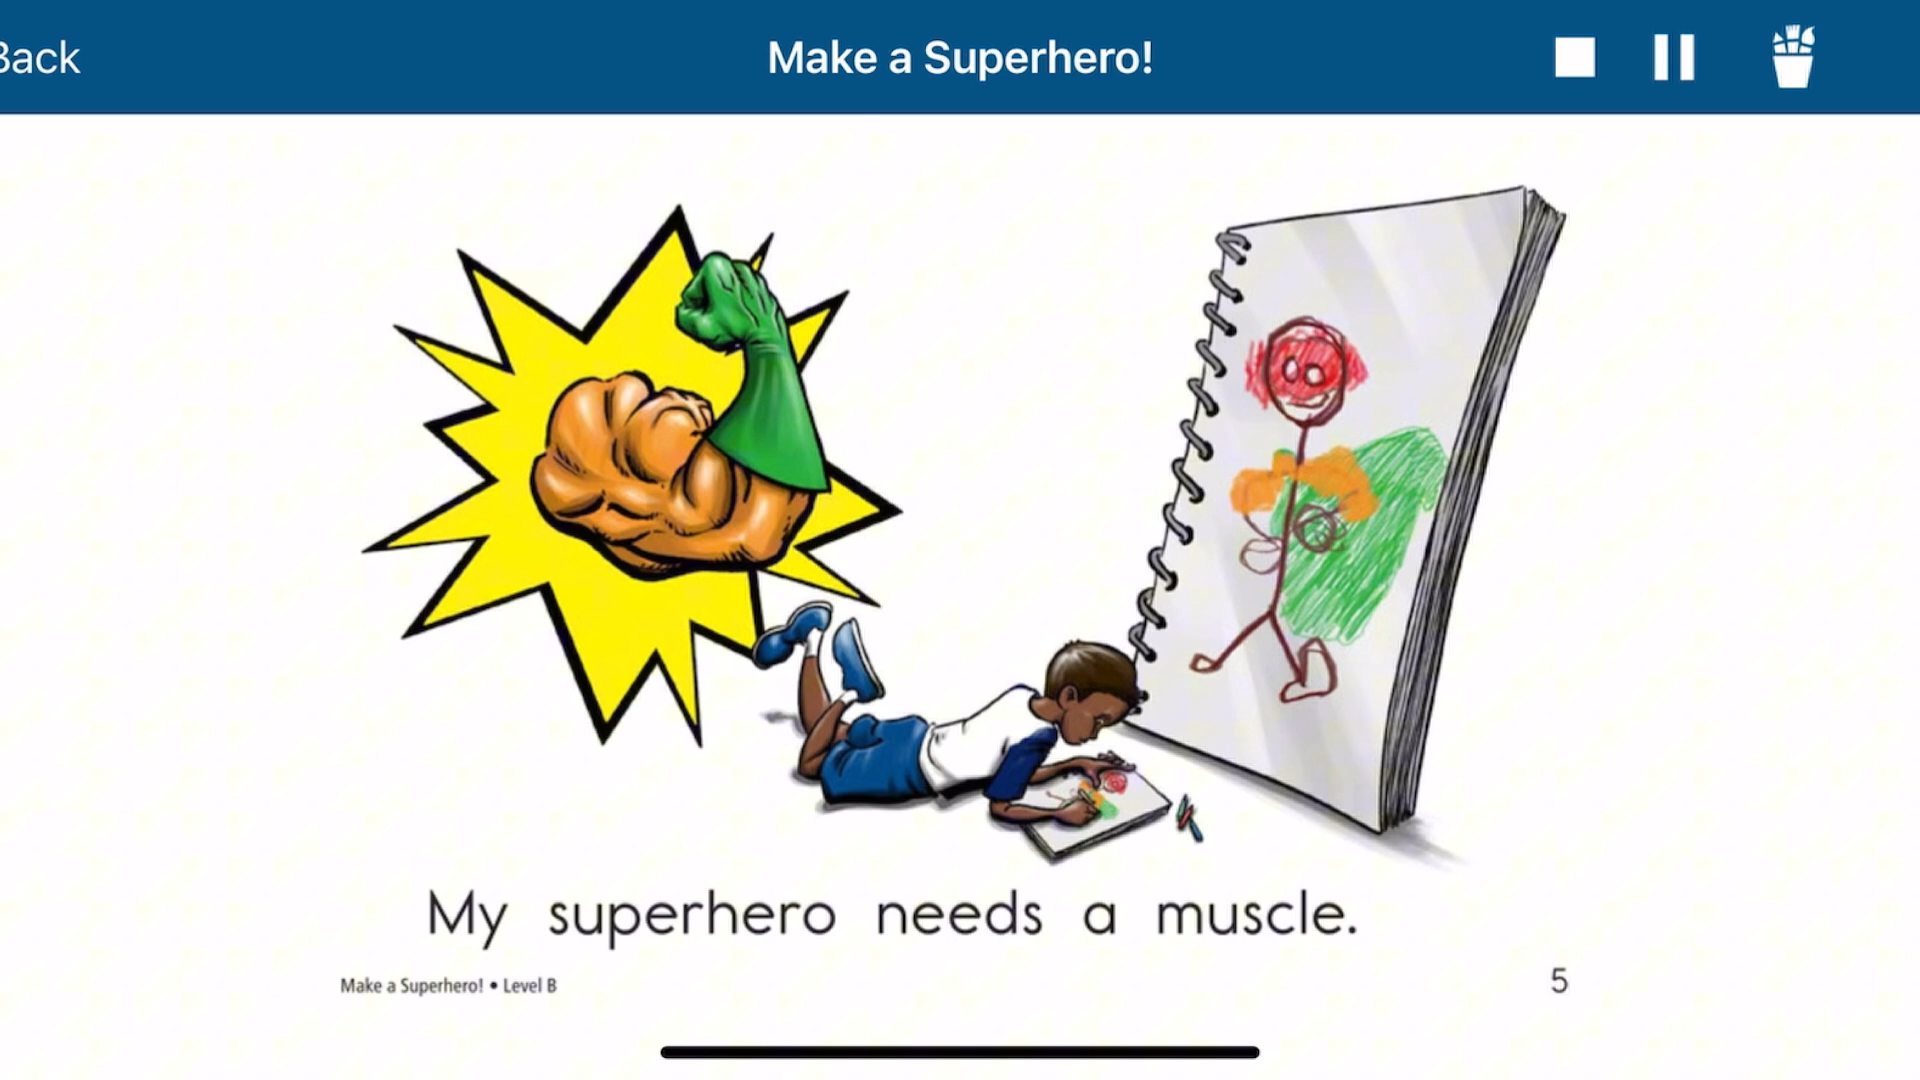 Back
Make a Superhero!
My superhero needs a muscle.
Make a Superhero! • Level B
5